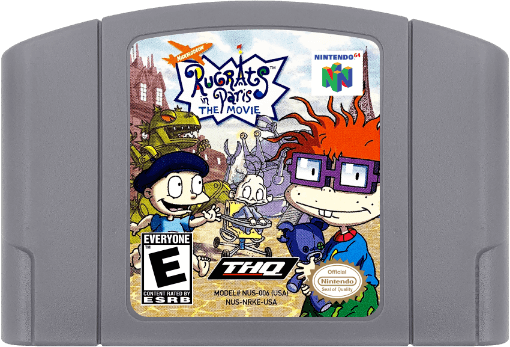 NICKELODEON
RUGRATS™
in PARiS
THE MOVIE
NINTENDO 64
N
EVERYONE
E
CONTENT RATED BY
ESRB
THQ
MODEL# NUS-006 (USA)
NUS-NRKE-USA
Official
Nintendo
Seal of Quality